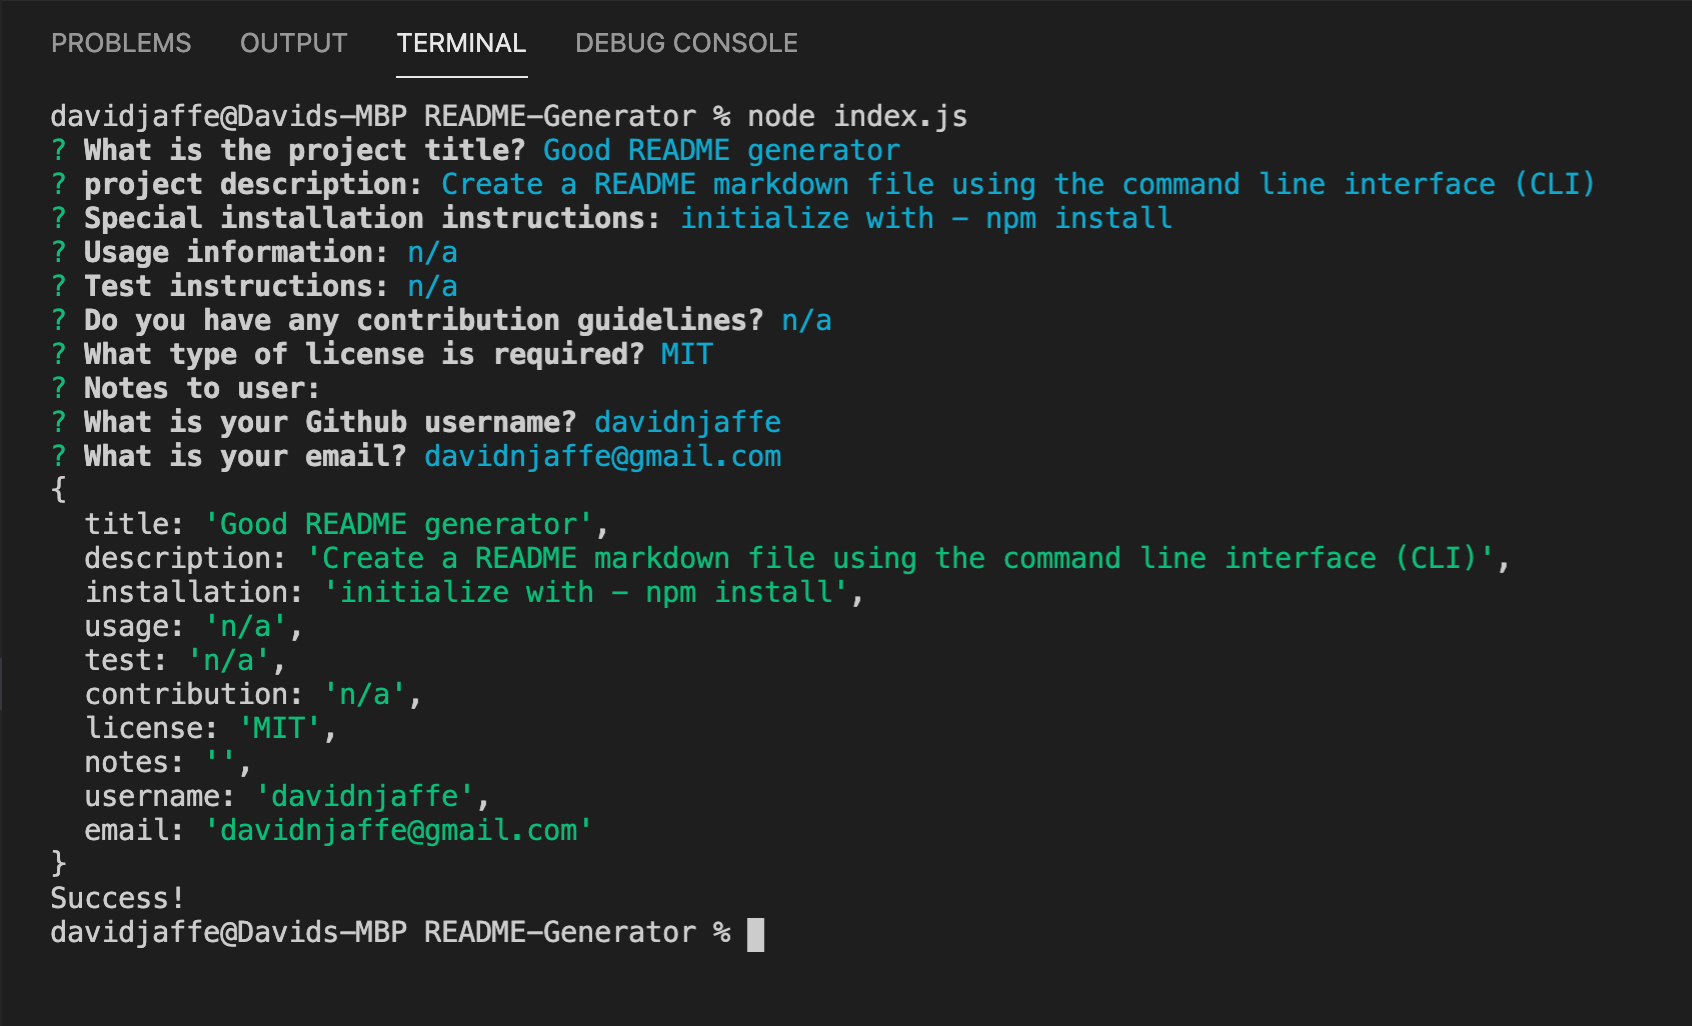 PROBLEMS OUTPUT TERMINAL DEBUG CONSOLE
davidjaffe@Davids-MBP README-Generator % node index.js
? What is the project title? Good README generator
? project description: Create a README markdown file using the command line interface (CLI)
? Special installation instructions: initialize with - npm install
? Usage information: n/a
? Test instructions: n/a
? Do you have any contribution guidelines? n/a
? What type of license is required? MIT
? Notes to user:
? What is your Github username? davidnjaffe
? What is your email? davidnjaffe@gmail.com
{
  title: 'Good README generator',
  description: 'Create a README markdown file using the command line interface (CLI)',
  installation: 'initialize with - npm install',
  usage: 'n/a',
  test: 'n/a',
  contribution: 'n/a',
  license: 'MIT',
  notes: '',
  username: 'davidnjaffe',
  email: 'davidnjaffe@gmail.com'
}
Success!
davidjaffe@Davids-MBP README-Generator %